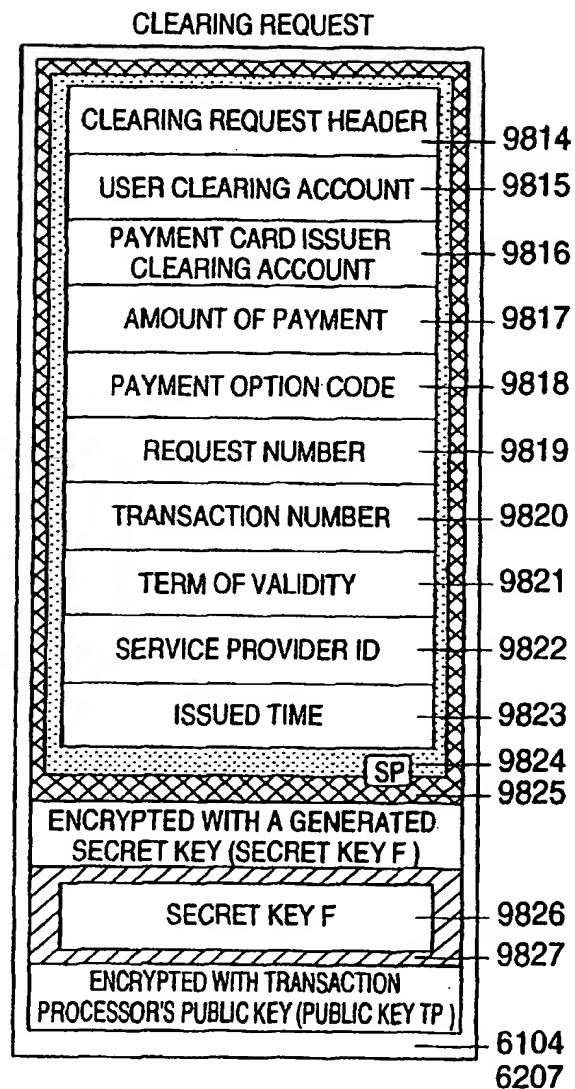 CLEARING REQUEST
CLEARING REQUEST HEADER
9814
USER CLEARING ACCOUNT
9815
PAYMENT CARD ISSUER
CLEARING ACCOUNT
9816
AMOUNT OF PAYMENT
9817
PAYMENT OPTION CODE
9818
REQUEST NUMBER
9819
TRANSACTION NUMBER
9820
TERM OF VALIDITY
9821
SERVICE PROVIDER ID
9822
ISSUED TIME
9823
SP
9824
9825
ENCRYPTED WITH A GENERATED
SECRET KEY (SECRET KEY F )
SECRET KEY F
9826
9827
ENCRYPTED WITH TRANSACTION
PROCESSOR'S PUBLIC KEY (PUBLIC KEY TP )
6104
6207